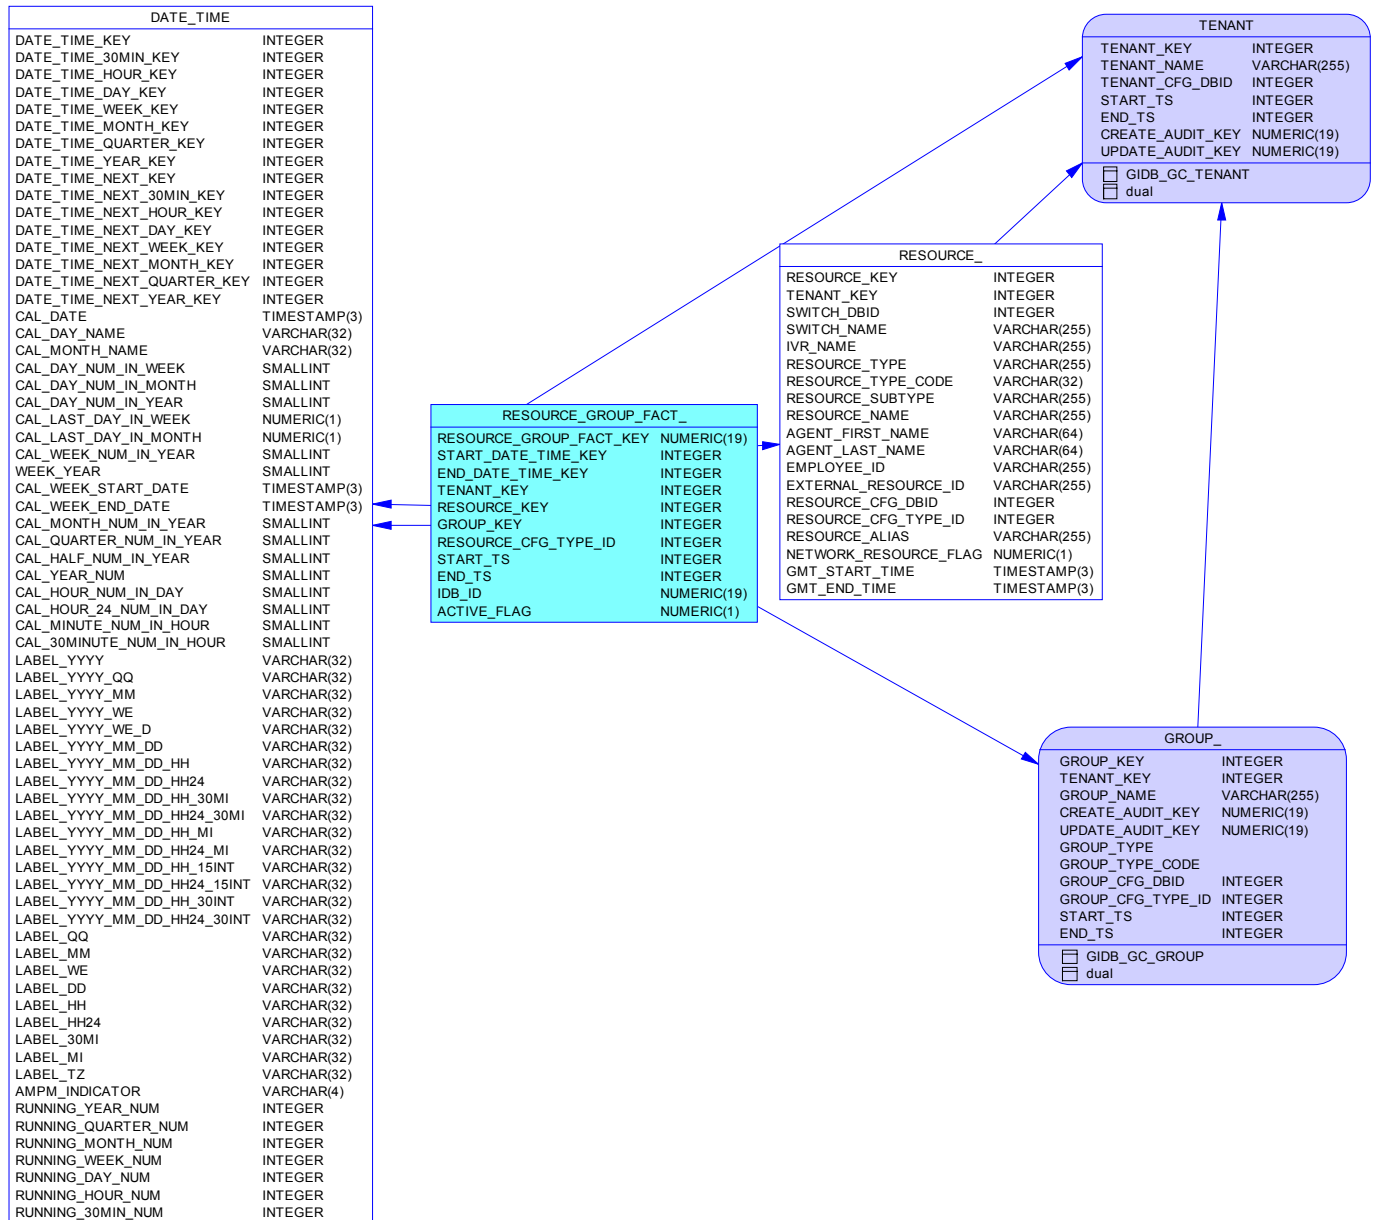 DATE_TIME
DATE_TIME_KEY INTEGER
DATE_TIME_30MIN_KEY INTEGER
DATE_TIME_HOUR_KEY INTEGER
DATE_TIME_DAY_KEY INTEGER
DATE_TIME_WEEK_KEY INTEGER
DATE_TIME_MONTH_KEY INTEGER
DATE_TIME_QUARTER_KEY INTEGER
DATE_TIME_YEAR_KEY INTEGER
DATE_TIME_NEXT_KEY INTEGER
DATE_TIME_NEXT_30MIN_KEY INTEGER
DATE_TIME_NEXT_HOUR_KEY INTEGER
DATE_TIME_NEXT_DAY_KEY INTEGER
DATE_TIME_NEXT_WEEK_KEY INTEGER
DATE_TIME_NEXT_MONTH_KEY INTEGER
DATE_TIME_NEXT_QUARTER_KEY INTEGER
DATE_TIME_NEXT_YEAR_KEY INTEGER
CAL_DATE TIMESTAMP(3)
CAL_DAY_NAME VARCHAR(32)
CAL_MONTH_NAME VARCHAR(32)
CAL_DAY_NUM_IN_WEEK SMALLINT
CAL_DAY_NUM_IN_MONTH SMALLINT
CAL_DAY_NUM_IN_YEAR SMALLINT
CAL_LAST_DAY_IN_WEEK NUMERIC(1)
CAL_LAST_DAY_IN_MONTH NUMERIC(1)
CAL_WEEK_NUM_IN_YEAR SMALLINT
WEEK_YEAR SMALLINT
CAL_WEEK_START_DATE TIMESTAMP(3)
CAL_WEEK_END_DATE TIMESTAMP(3)
CAL_MONTH_NUM_IN_YEAR SMALLINT
CAL_QUARTER_NUM_IN_YEAR SMALLINT
CAL_HALF_NUM_IN_YEAR SMALLINT
CAL_YEAR_NUM SMALLINT
CAL_HOUR_NUM_IN_DAY SMALLINT
CAL_HOUR_24_NUM_IN_DAY SMALLINT
CAL_MINUTE_NUM_IN_HOUR SMALLINT
CAL_30MINUTE_NUM_IN_HOUR SMALLINT
LABEL_YYYY VARCHAR(32)
LABEL_YYYY_QQ VARCHAR(32)
LABEL_YYYY_MM VARCHAR(32)
LABEL_YYYY_WE VARCHAR(32)
LABEL_YYYY_WE_D VARCHAR(32)
LABEL_YYYY_MM_DD VARCHAR(32)
LABEL_YYYY_MM_DD_HH VARCHAR(32)
LABEL_YYYY_MM_DD_HH24 VARCHAR(32)
LABEL_YYYY_MM_DD_HH_30MI VARCHAR(32)
LABEL_YYYY_MM_DD_HH24_30MI VARCHAR(32)
LABEL_YYYY_MM_DD_HH_MI VARCHAR(32)
LABEL_YYYY_MM_DD_HH24_MI VARCHAR(32)
LABEL_YYYY_MM_DD_HH_15INT VARCHAR(32)
LABEL_YYYY_MM_DD_HH24_15INT VARCHAR(32)
LABEL_YYYY_MM_DD_HH_30INT VARCHAR(32)
LABEL_YYYY_MM_DD_HH24_30INT VARCHAR(32)
LABEL_QQ VARCHAR(32)
LABEL_MM VARCHAR(32)
LABEL_WE VARCHAR(32)
LABEL_DD VARCHAR(32)
LABEL_HH VARCHAR(32)
LABEL_HH24 VARCHAR(32)
LABEL_30MI VARCHAR(32)
LABEL_MI VARCHAR(32)
LABEL_TZ VARCHAR(32)
AMPM_INDICATOR VARCHAR(4)
RUNNING_YEAR_NUM INTEGER
RUNNING_QUARTER_NUM INTEGER
RUNNING_MONTH_NUM INTEGER
RUNNING_WEEK_NUM INTEGER
RUNNING_DAY_NUM INTEGER
RUNNING_HOUR_NUM INTEGER
RUNNING_30MIN_NUM INTEGER
RESOURCE_GROUP_FACT_
RESOURCE_GROUP_FACT_KEY NUMERIC(19)
START_DATE_TIME_KEY INTEGER
END_DATE_TIME_KEY INTEGER
TENANT_KEY INTEGER
RESOURCE_KEY INTEGER
GROUP_KEY INTEGER
RESOURCE_CFG_TYPE_ID INTEGER
START_TS INTEGER
END_TS INTEGER
IDB_ID NUMERIC(19)
ACTIVE_FLAG NUMERIC(1)
RESOURCE_
RESOURCE_KEY INTEGER
TENANT_KEY INTEGER
SWITCH_DBID INTEGER
SWITCH_NAME VARCHAR(255)
IVR_NAME VARCHAR(255)
RESOURCE_TYPE VARCHAR(255)
RESOURCE_TYPE_CODE VARCHAR(32)
RESOURCE_SUBTYPE VARCHAR(255)
RESOURCE_NAME VARCHAR(255)
AGENT_FIRST_NAME VARCHAR(64)
AGENT_LAST_NAME VARCHAR(64)
EMPLOYEE_ID VARCHAR(255)
EXTERNAL_RESOURCE_ID VARCHAR(255)
RESOURCE_CFG_DBID INTEGER
RESOURCE_CFG_TYPE_ID INTEGER
RESOURCE_ALIAS VARCHAR(255)
NETWORK_RESOURCE_FLAG NUMERIC(1)
GMT_START_TIME TIMESTAMP(3)
GMT_END_TIME TIMESTAMP(3)
TENANT
TENANT_KEY INTEGER
TENANT_NAME VARCHAR(255)
TENANT_CFG_DBID INTEGER
START_TS INTEGER
END_TS INTEGER
CREATE_AUDIT_KEY NUMERIC(19)
UPDATE_AUDIT_KEY NUMERIC(19)
GIDB_GC_TENANT
dual
GROUP_
GROUP_KEY INTEGER
TENANT_KEY INTEGER
GROUP_NAME VARCHAR(255)
CREATE_AUDIT_KEY NUMERIC(19)
UPDATE_AUDIT_KEY NUMERIC(19)
GROUP_TYPE
GROUP_TYPE_CODE
GROUP_CFG_DBID INTEGER
GROUP_CFG_TYPE_ID INTEGER
START_TS INTEGER
END_TS INTEGER
GIDB_GC_GROUP
dual